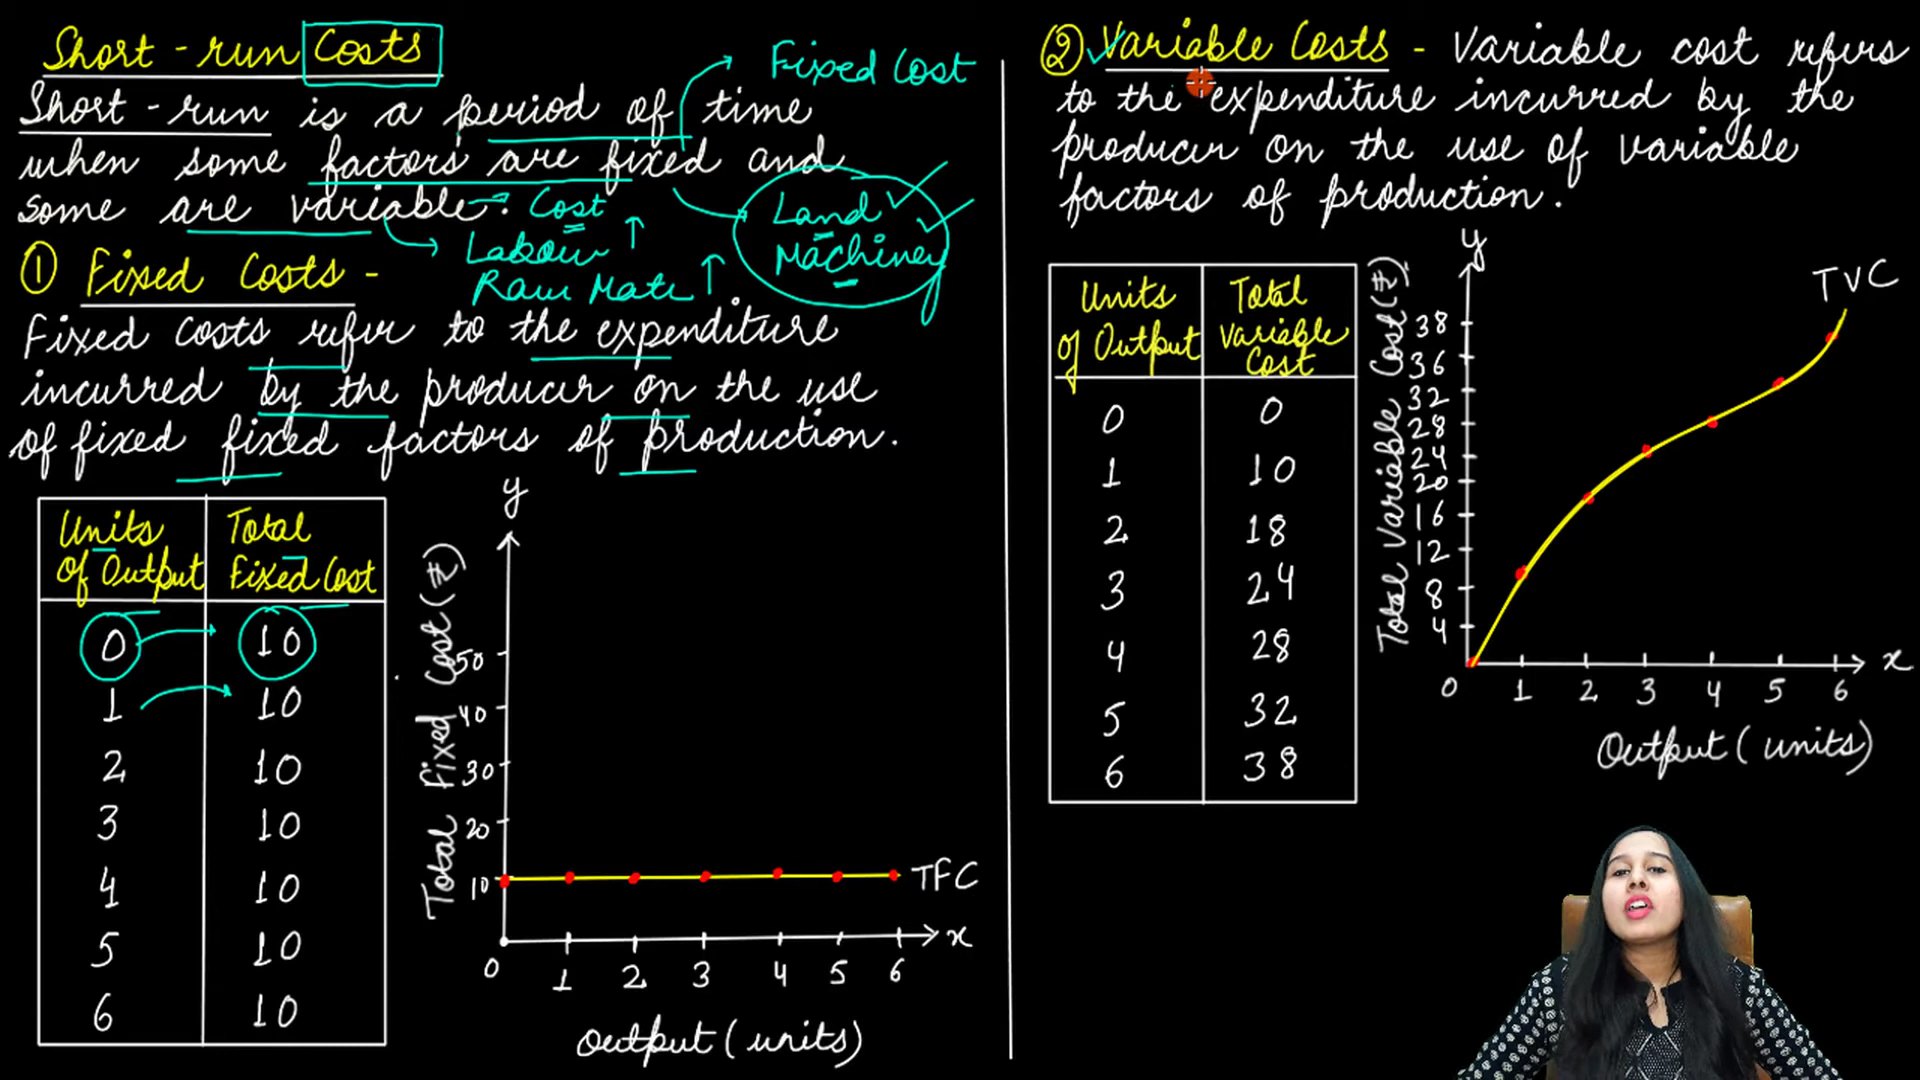 Short-run Costs
Fixed Cost
Short-run is a period of time
when some factors are fixed and
some are variable. Cost
Labour
Raw Mate
Land
Machinery
① Fixed Costs -
Fixed costs refer to the expenditure
incurred by the producer on the use
of fixed fixed factors of production.
Units of Output
Total Fixed Cost
0 10
1 10
2 10
3 10
4 10
5 10
6 10
y
Total Fixed Cost (₹)
50
40
30
20
10
TFC
x
0 1 2 3 4 5 6
Output (units)
② Variable Costs - Variable cost refers
to the expenditure incurred by the
producer on the use of variable
factors of production.
Units of Output
Total Variable Cost
0 0
1 10
2 18
3 24
4 28
5 32
6 38
y
Total Variable Cost (₹)
TVC
38
36
32
28
24
20
16
12
8
4
x
0 1 2 3 4 5 6
Output (units)